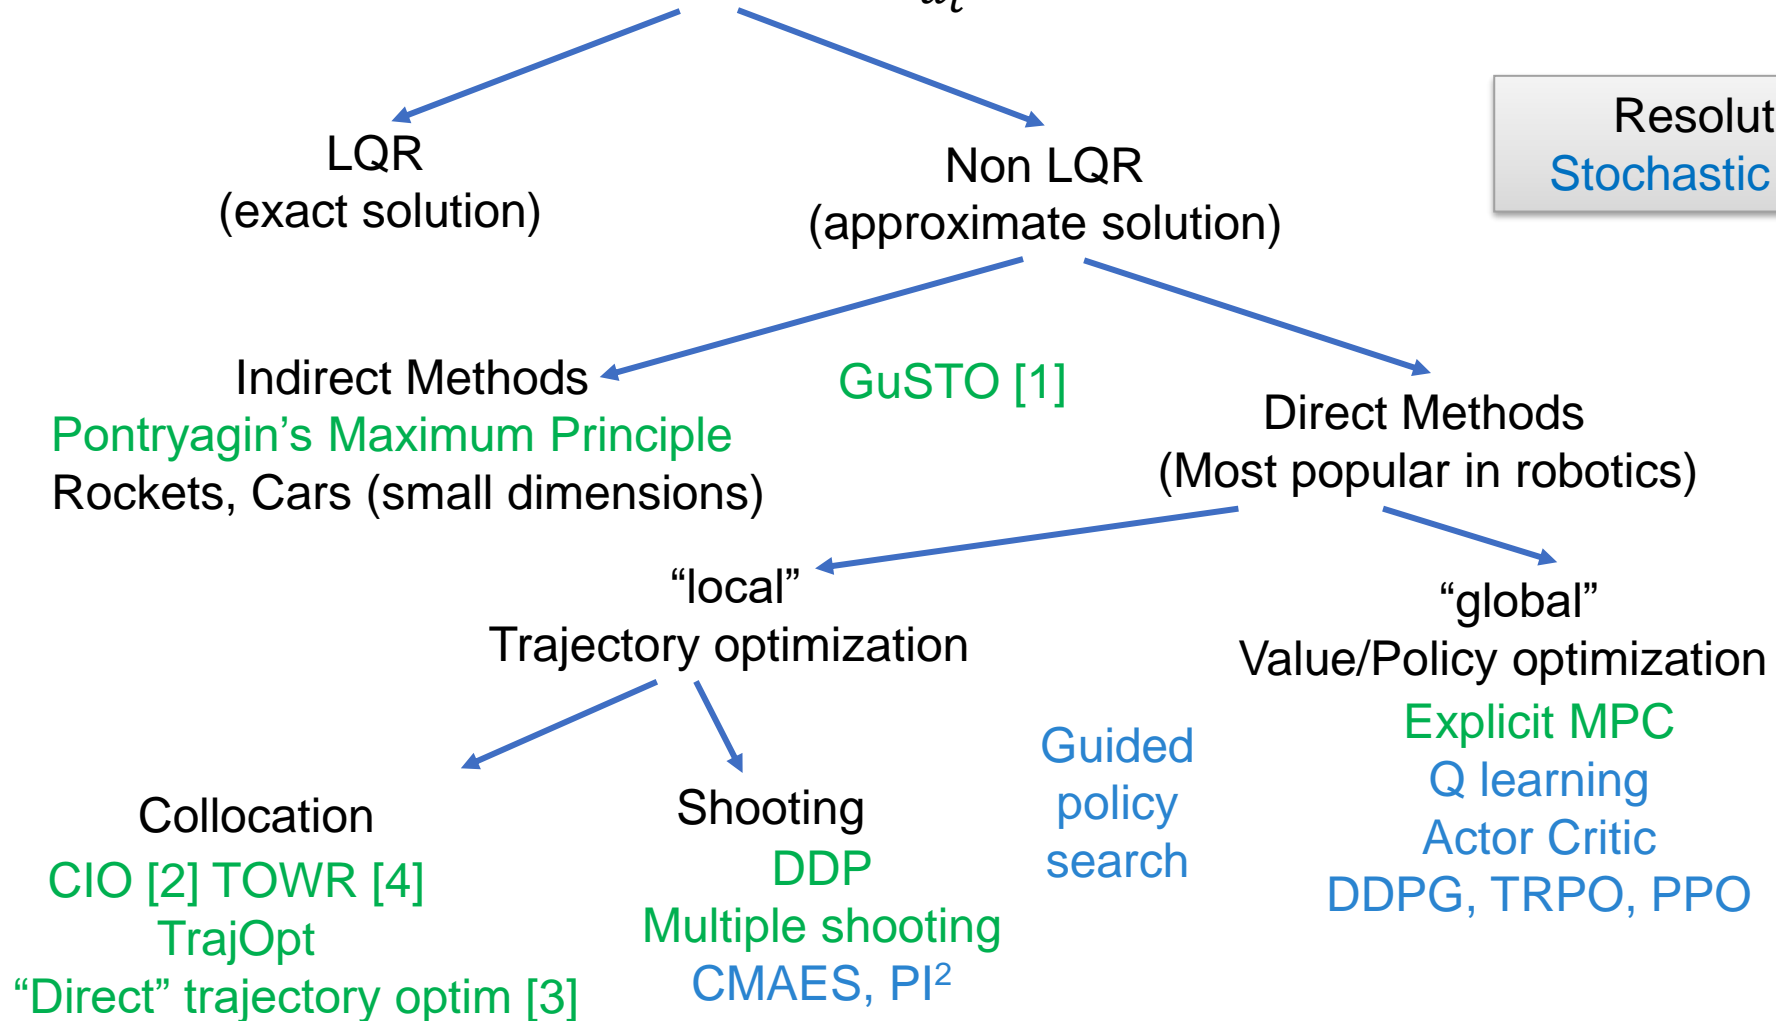 LQR
(exact solution)
Non LQR
(approximate solution)
Stochastic
Indirect Methods
Pontryagin’s Maximum Principle
Rockets, Cars (small dimensions)
GuSTO [1]
Direct Methods
(Most popular in robotics)
“local”
Trajectory optimization
“global”
Value/Policy optimization
Explicit MPC
Q learning
Actor Critic
DDPG, TRPO, PPO
Guided
policy
search
Collocation
CIO [2] TOWR [4]
TrajOpt
“Direct” trajectory optim [3]
Shooting
DDP
Multiple shooting
CMAES, PI²